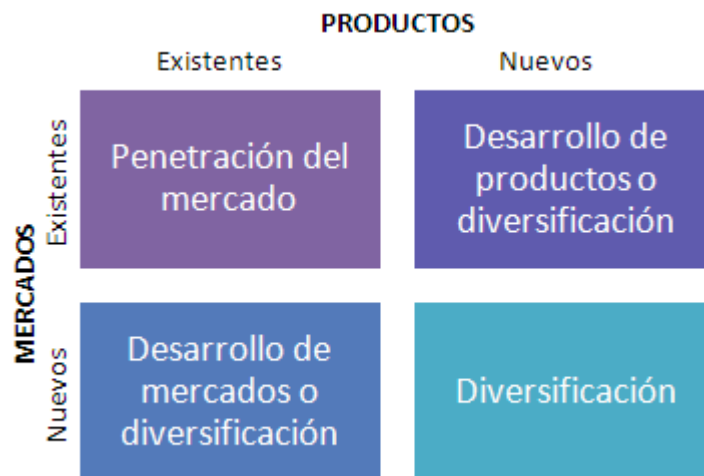 PRODUCTOS
Existentes
Nuevos
MERCADOS
Existentes
Penetración del
mercado
Desarrollo de
productos o
diversificación
Nuevos
Desarrollo de
mercados o
diversificación
Diversificación